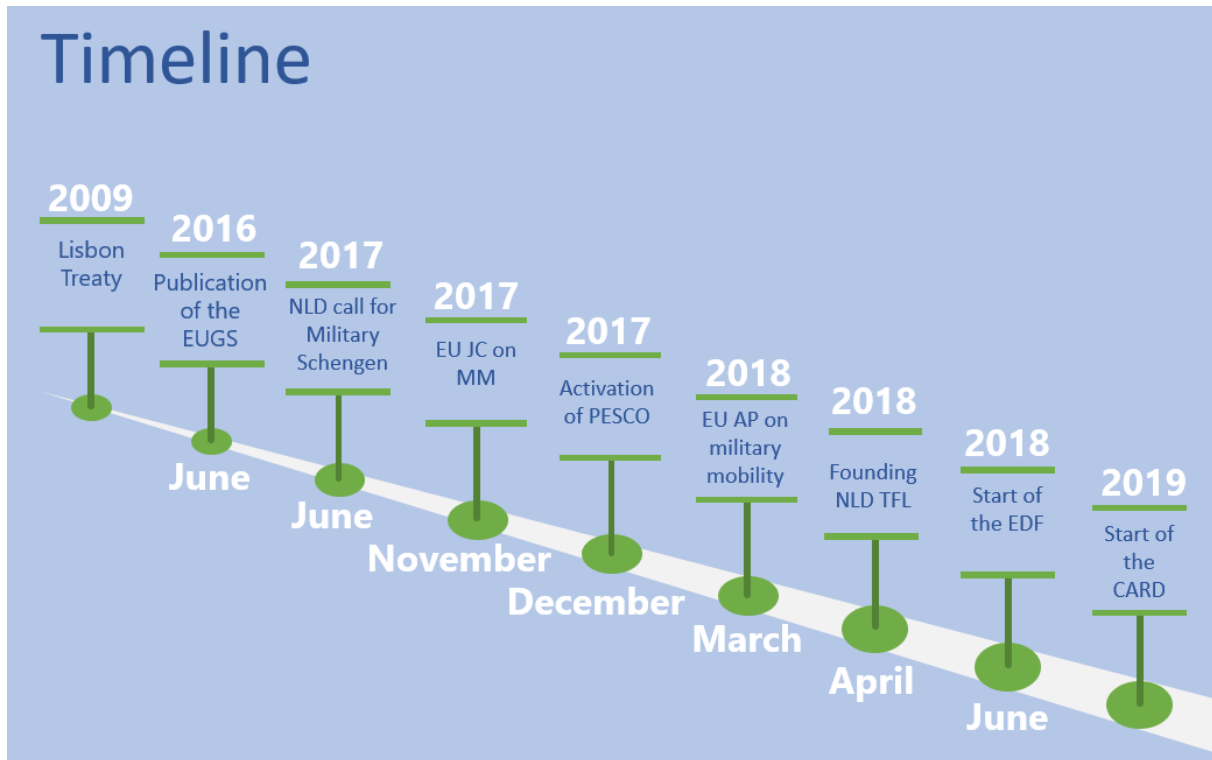 Timeline
2009
Lisbon
Treaty
2016
Publication
of the
EUGS
June
2017
NLD call for
Military
Schengen
June
2017
EU JC on
MM
November
2017
Activation
of PESCO
December
2018
EU AP on
military
mobility
March
2018
Founding
NLD TFL
April
2018
Start of
the EDF
June
2019
Start of
the
CARD